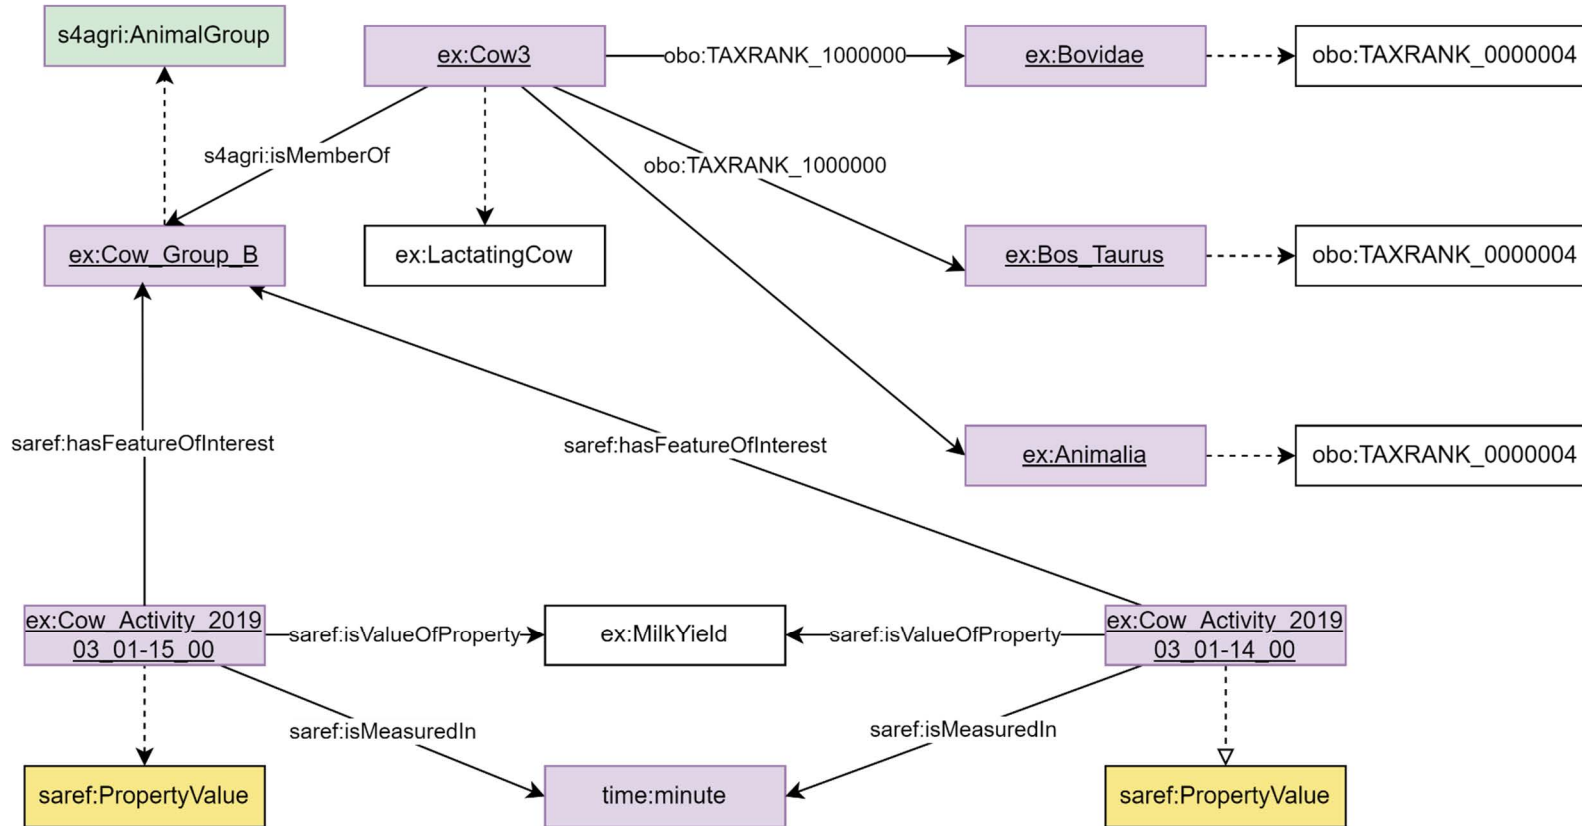 s4agri:AnimalGroup
ex:Cow3
obo:TAXRANK_1000000
ex:Bovidae
obo:TAXRANK_0000004
s4agri:isMemberOf
obo:TAXRANK_1000000
ex:Cow_Group_B
ex:LactatingCow
ex:Bos_Taurus
obo:TAXRANK_0000004
saref:hasFeatureOfInterest
saref:hasFeatureOfInterest
ex:Animalia
obo:TAXRANK_0000004
ex:Cow_Activity_2019
03_01-15_00
saref:isValueOfProperty
ex:MilkYield
saref:isValueOfProperty
ex:Cow_Activity_2019
03_01-14_00
saref:isMeasuredIn
saref:isMeasuredIn
saref:PropertyValue
time:minute
saref:PropertyValue